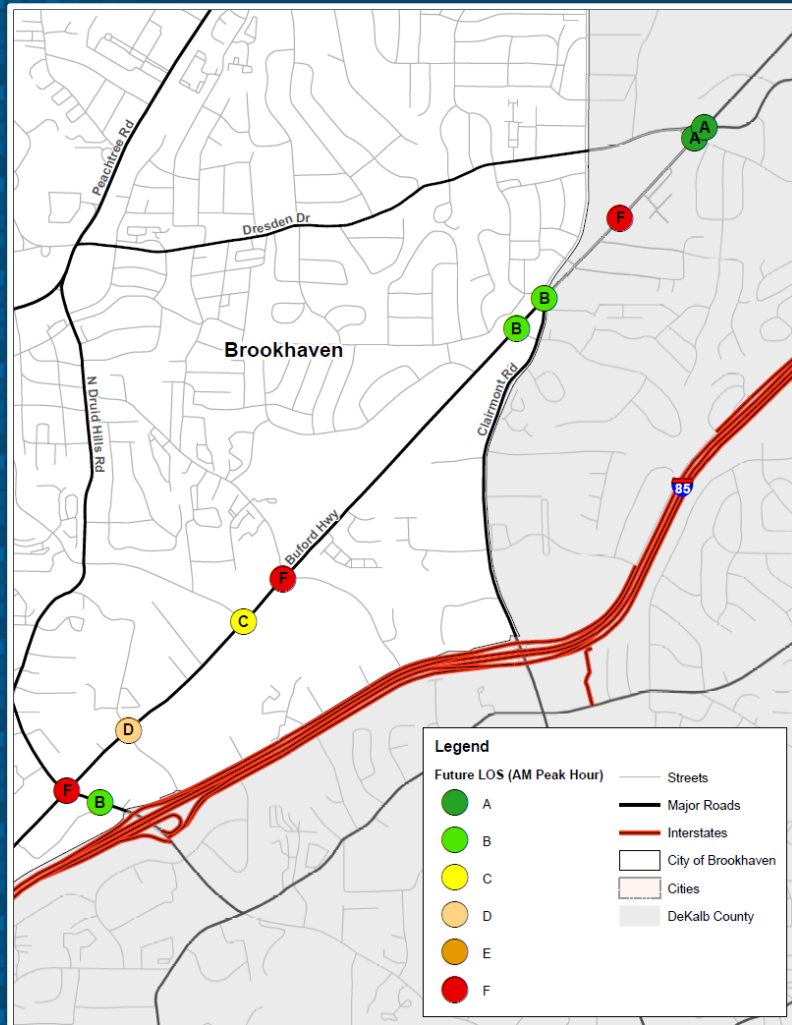 A
A
Peachtree Rd
F
Dresden Dr
B
B
Brookhaven
Clairmont Rd
N Druid Hills Rd
85
Buford Hwy
F
C
D
F
B
Legend
Future LOS (AM Peak Hour)
A
B
C
D
E
F
Streets
Major Roads
Interstates
City of Brookhaven
Cities
DeKalb County